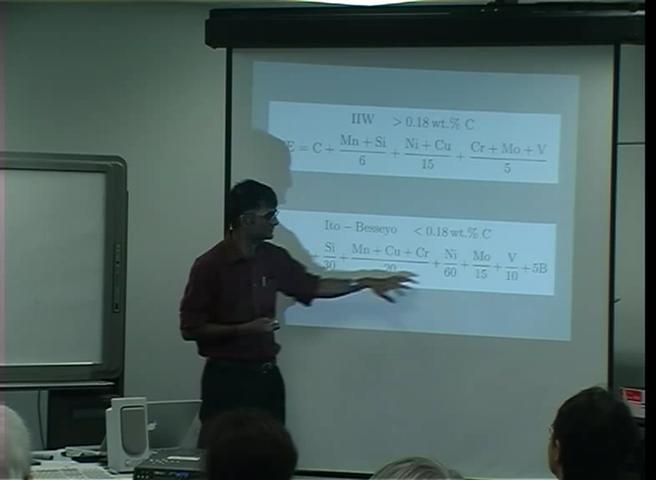 IIW > 0.18 wt.% C
E = C + Mn + Si / 6 + Ni + Cu / 15 + Cr + Mo + V / 5
Ito – Besseyo < 0.18 wt.% C
Si / 30 + Mn + Cu + Cr / 20 + Ni / 60 + Mo / 15 + V / 10 + 5B